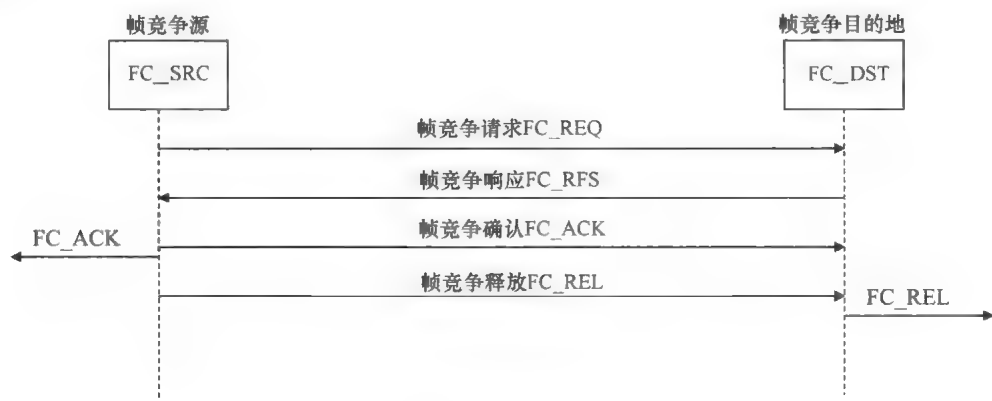 帧竞争源
帧竞争目的地
FC_SRC
FC_DST
帧竞争请求FC_REQ
帧竞争响应FC_RFS
帧竞争确认FC_ACK
FC_ACK
帧竞争释放FC_REL
FC_REL